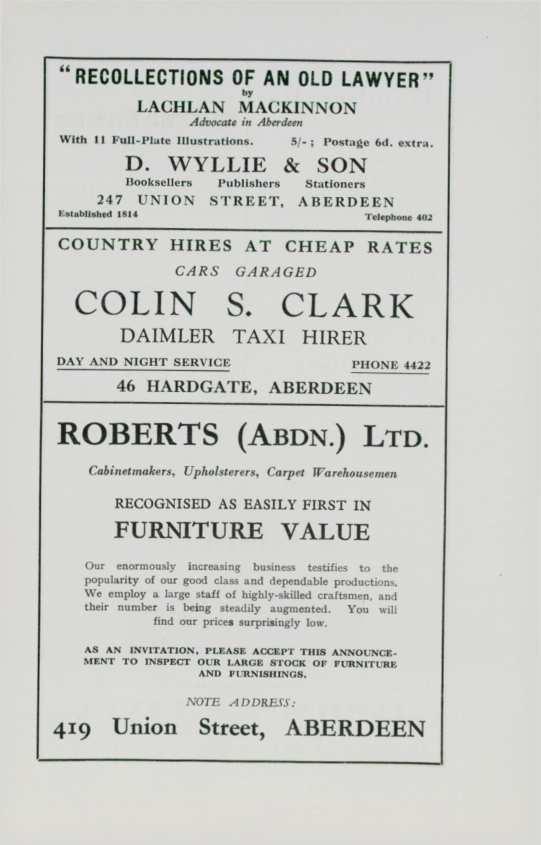 "RECOLLECTIONS OF AN OLD LAWYER"
by
LACHLAN MACKINNON
Advocate in Aberdeen
With 11 Full-Plate Illustrations. 5/- ; Postage 6d. extra.
D. WYLLIE & SON
Booksellers Publishers Stationers
247 UNION STREET, ABERDEEN
Established 1814 Telephone 402
COUNTRY HIRES AT CHEAP RATES
CARS GARAGED
COLIN S. CLARK
DAIMLER TAXI HIRER
DAY AND NIGHT SERVICE PHONE 4422
46 HARDGATE, ABERDEEN
ROBERTS (ABDN.) LTD.
Cabinetmakers, Upholsterers, Carpet Warehousemen
RECOGNISED AS EASILY FIRST IN
FURNITURE VALUE
Our enormously increasing business testifies to the
popularity of our good class and dependable productions.
We employ a large staff of highly-skilled craftsmen, and
their number is being steadily augmented. You will
find our prices surprisingly low.
AS AN INVITATION, PLEASE ACCEPT THIS ANNOUNCE-
MENT TO INSPECT OUR LARGE STOCK OF FURNITURE
AND FURNISHINGS.
NOTE ADDRESS:
419 Union Street, ABERDEEN